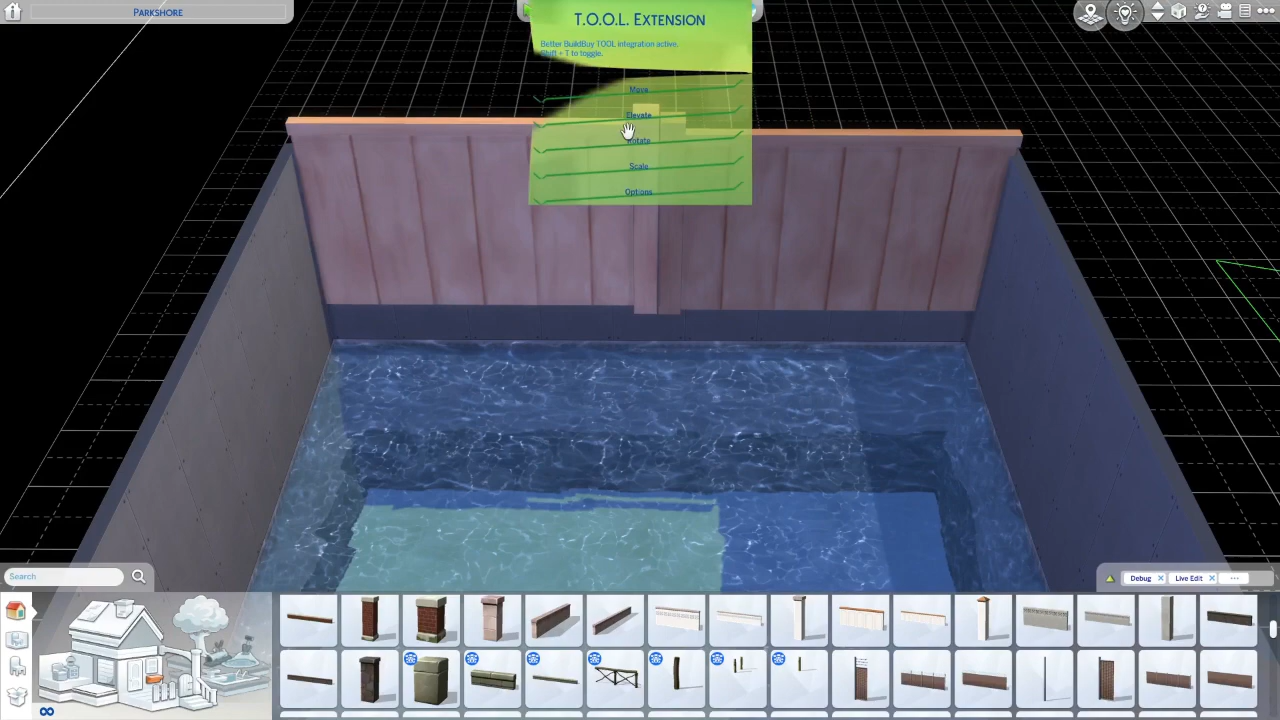 Parkshore
T.O.O.L. Extension
Better BuildBuy TOOL integration active.
Shift + T to toggle.
Move
Elevate
Rotate
Scale
Options
Search
Debug
Live Edit